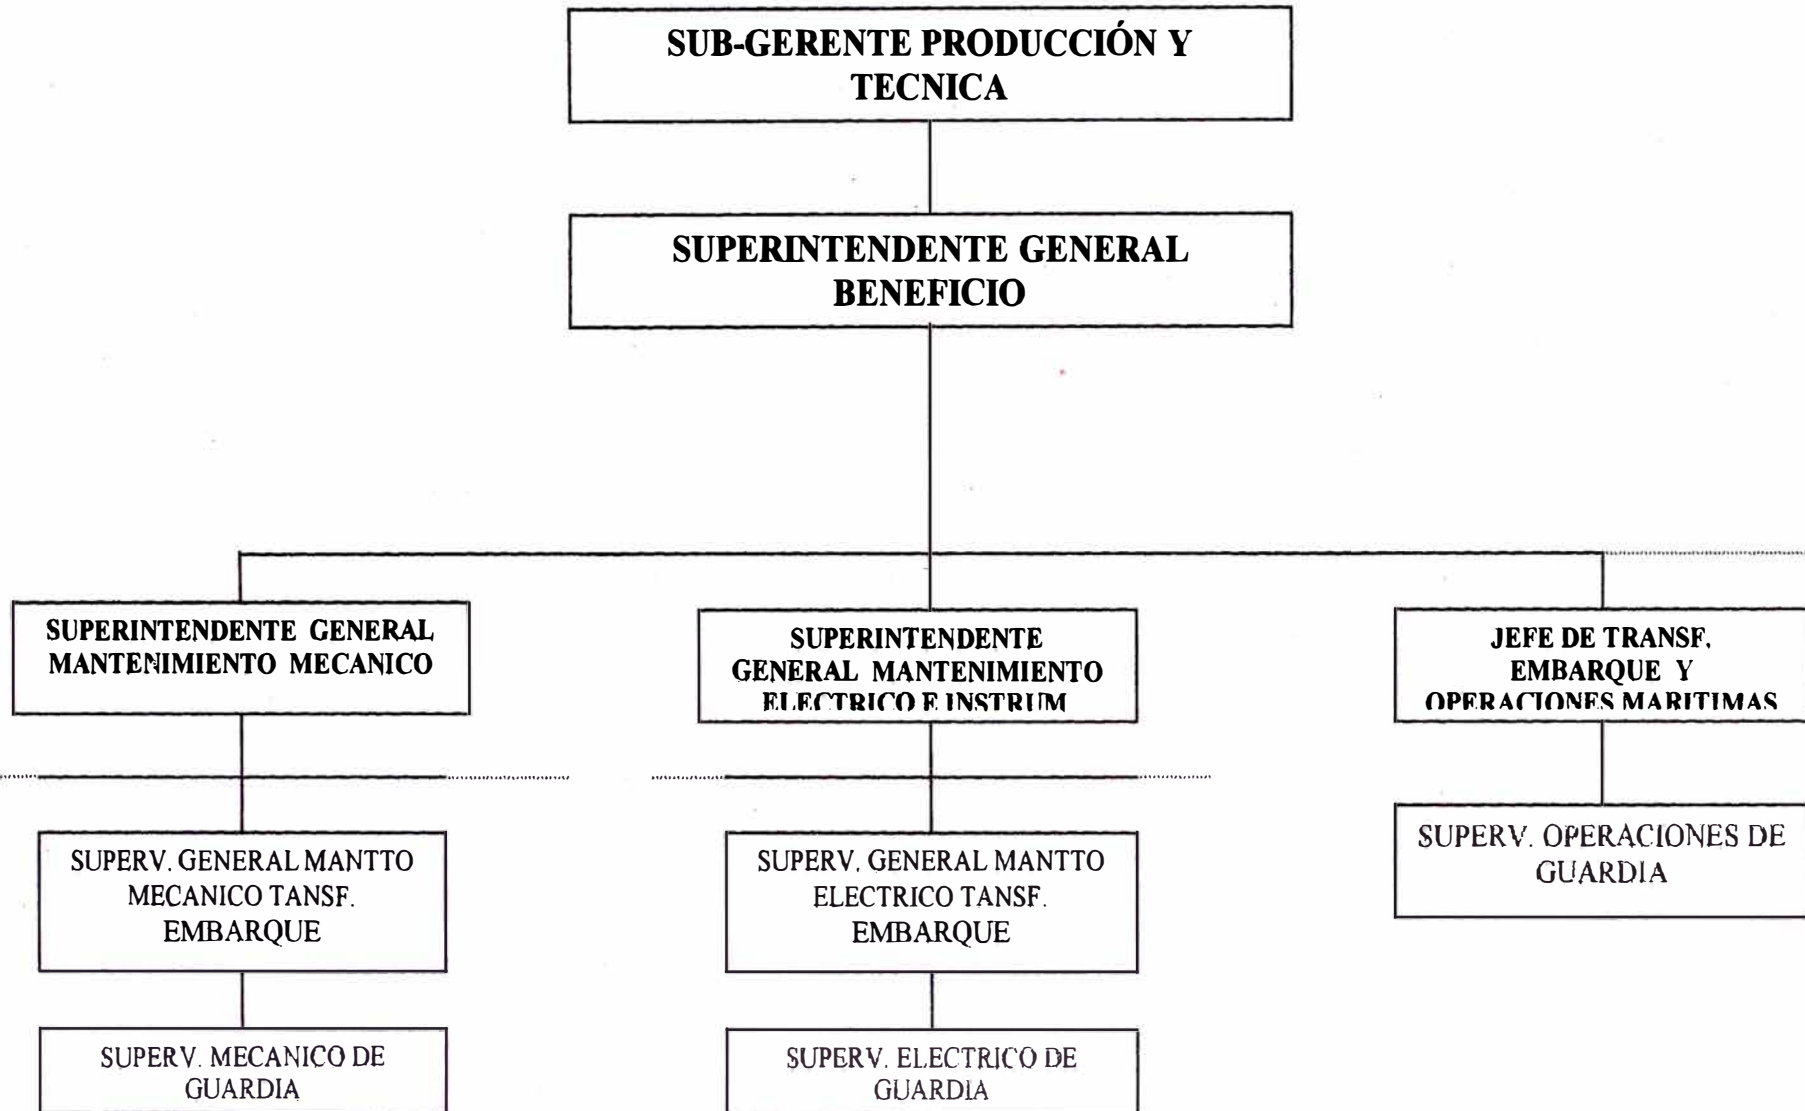 SUB-GERENTE PRODUCCIÓN Y
TECNICA
SUPERINTENDENTE GENERAL
BENEFICIO
SUPERINTENDENTE GENERAL
MANTENIMIENTO MECANICO
SUPERINTENDENTE
GENERAL MANTENIMIENTO
ELECTRICO E INSTRUM
JEFE DE TRANSF.
EMBARQUE Y
OPERACIONES MARITIMAS
SUPERV. GENERAL MANTTO
MECANICO TANSF.
EMBARQUE
SUPERV. GENERAL MANTTO
ELECTRICO TANSF.
EMBARQUE
SUPERV. OPERACIONES DE
GUARDIA
SUPERV. MECANICO DE
GUARDIA
SUPERV. ELECTRICO DE
GUARDIA